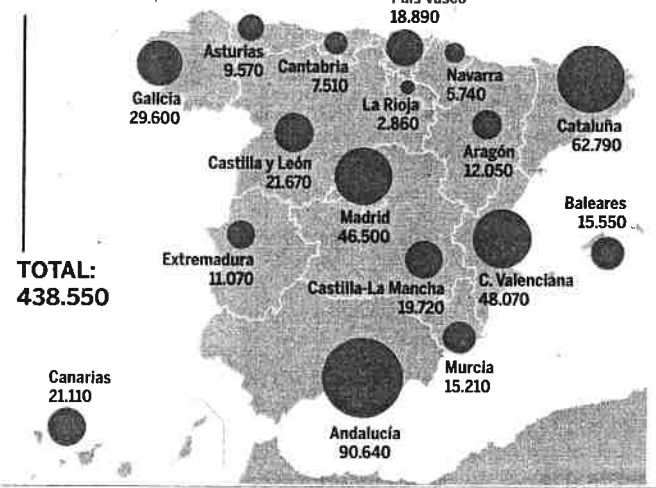 País Vasco
18.890
Asturias
9.570
Cantabria
7.510
Navarra
5.740
Galicia
29.600
La Rioja
2.860
Cataluña
62.790
Castilla y León
21.670
Aragón
12.050
Madrid
46.500
Baleares
15.550
Extremadura
11.070
Castilla-La Mancha
19.720
C. Valenciana
48.070
TOTAL:
438.550
Murcia
15.210
Canarias
21.110
Andalucía
90.640